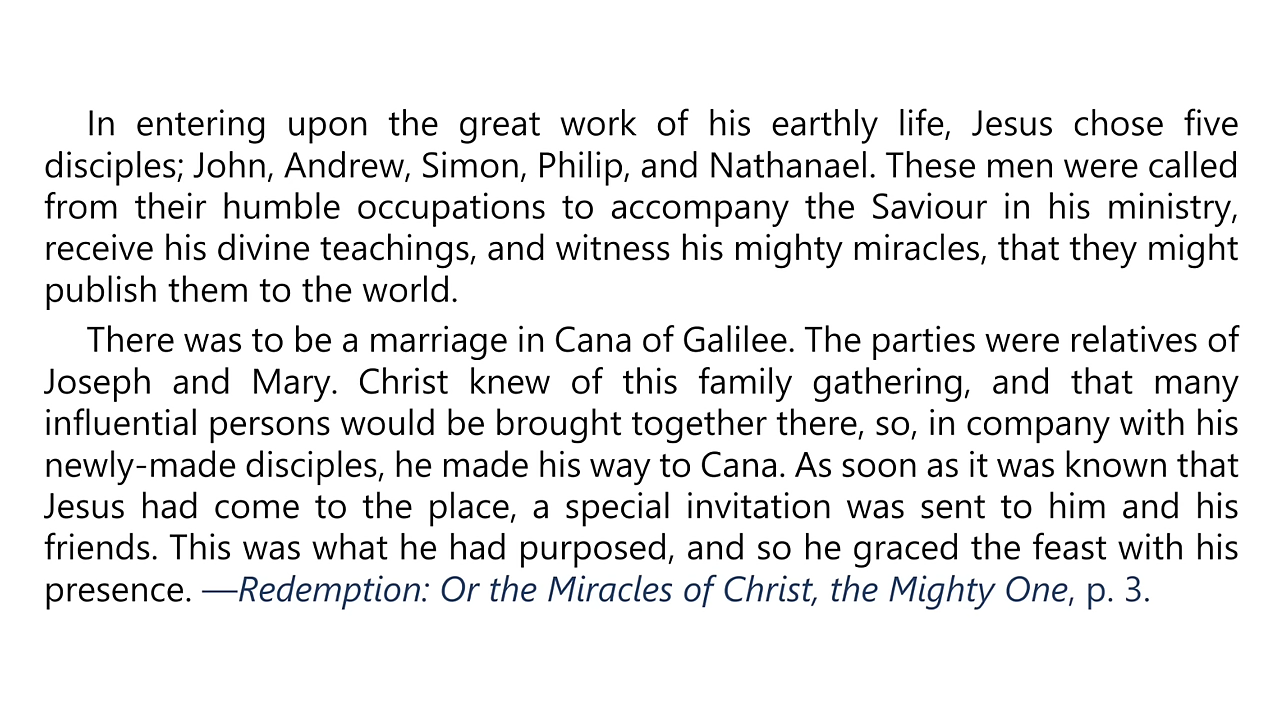 In entering upon the great work of his earthly life, Jesus chose five
disciples; John, Andrew, Simon, Philip, and Nathanael. These men were called
from their humble occupations to accompany the Saviour in his ministry,
receive his divine teachings, and witness his mighty miracles, that they might
publish them to the world.
There was to be a marriage in Cana of Galilee. The parties were relatives of
Joseph and Mary. Christ knew of this family gathering, and that many
influential persons would be brought together there, so, in company with his
newly-made disciples, he made his way to Cana. As soon as it was known that
Jesus had come to the place, a special invitation was sent to him and his
friends. This was what he had purposed, and so he graced the feast with his
presence. —Redemption: Or the Miracles of Christ, the Mighty One, p. 3.